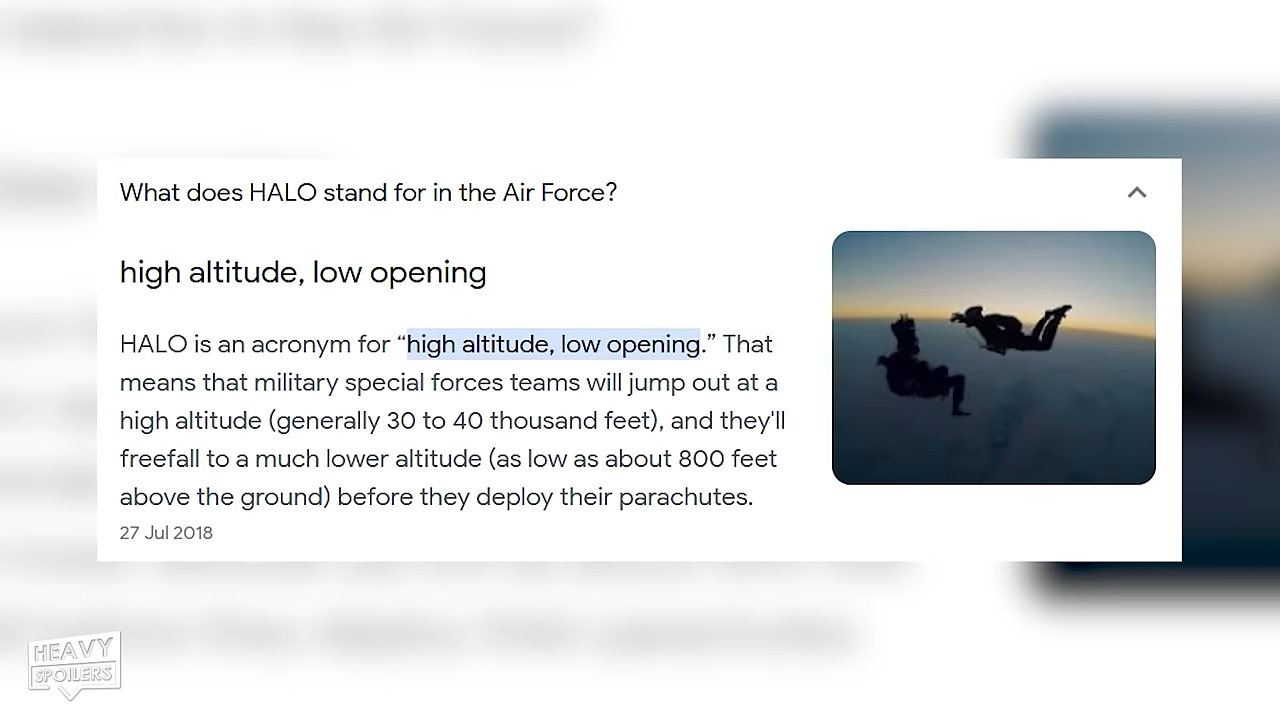 What does HALO stand for in the Air Force?
high altitude, low opening
HALO is an acronym for “high altitude, low opening.” That
means that military special forces teams will jump out at a
high altitude (generally 30 to 40 thousand feet), and they'll
freefall to a much lower altitude (as low as about 800 feet
above the ground) before they deploy their parachutes.
27 Jul 2018
HEAVY
SPOILERS